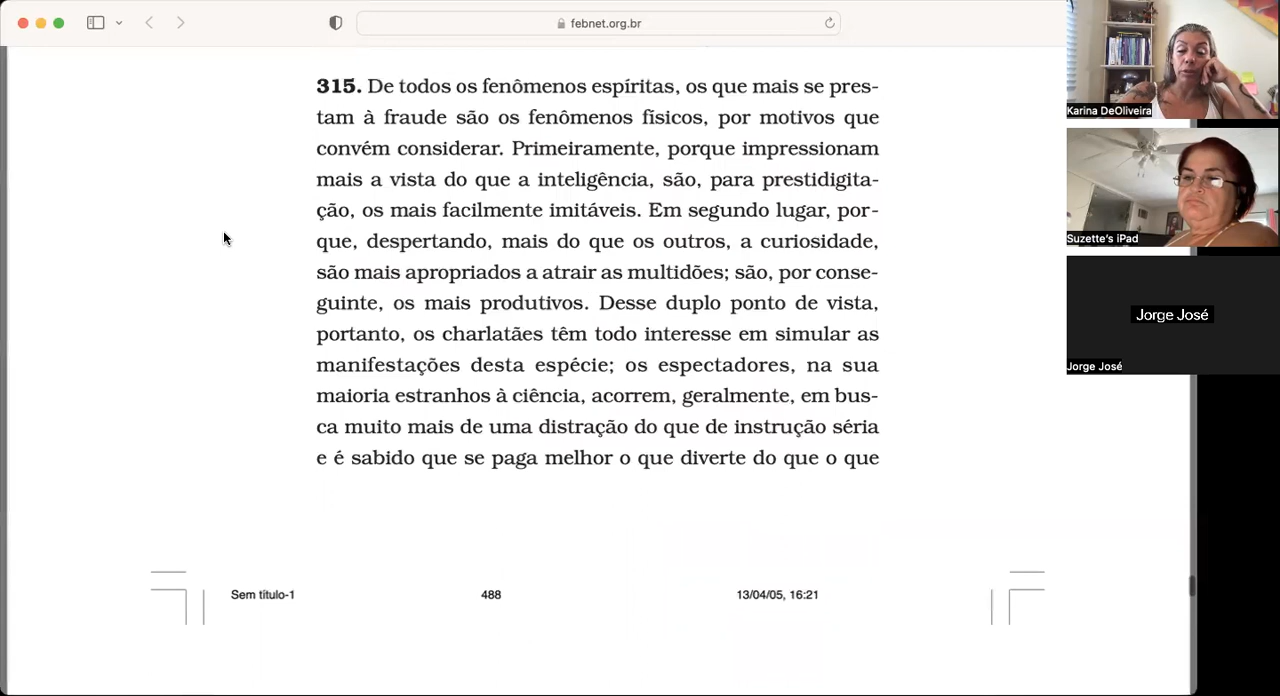 febnet.org.br
315. De todos os fenômenos espíritas, os que mais se pres-
tam à fraude são os fenômenos físicos, por motivos que
convém considerar. Primeiramente, porque impressionam
mais a vista do que a inteligência, são, para prestidigita-
ção, os mais facilmente imitáveis. Em segundo lugar, por-
que, despertando, mais do que os outros, a curiosidade,
são mais apropriados a atrair as multidões; são, por conse-
guinte, os mais produtivos. Desse duplo ponto de vista,
portanto, os charlatães têm todo interesse em simular as
manifestações desta espécie; os espectadores, na sua
maioria estranhos à ciência, acorrem, geralmente, em bus-
ca muito mais de uma distração do que de instrução séria
e é sabido que se paga melhor o que diverte do que o que
Sem título-1 488 13/04/05, 16:21
Karina DeOliveira
Suzette's iPad
Jorge José
Jorge José